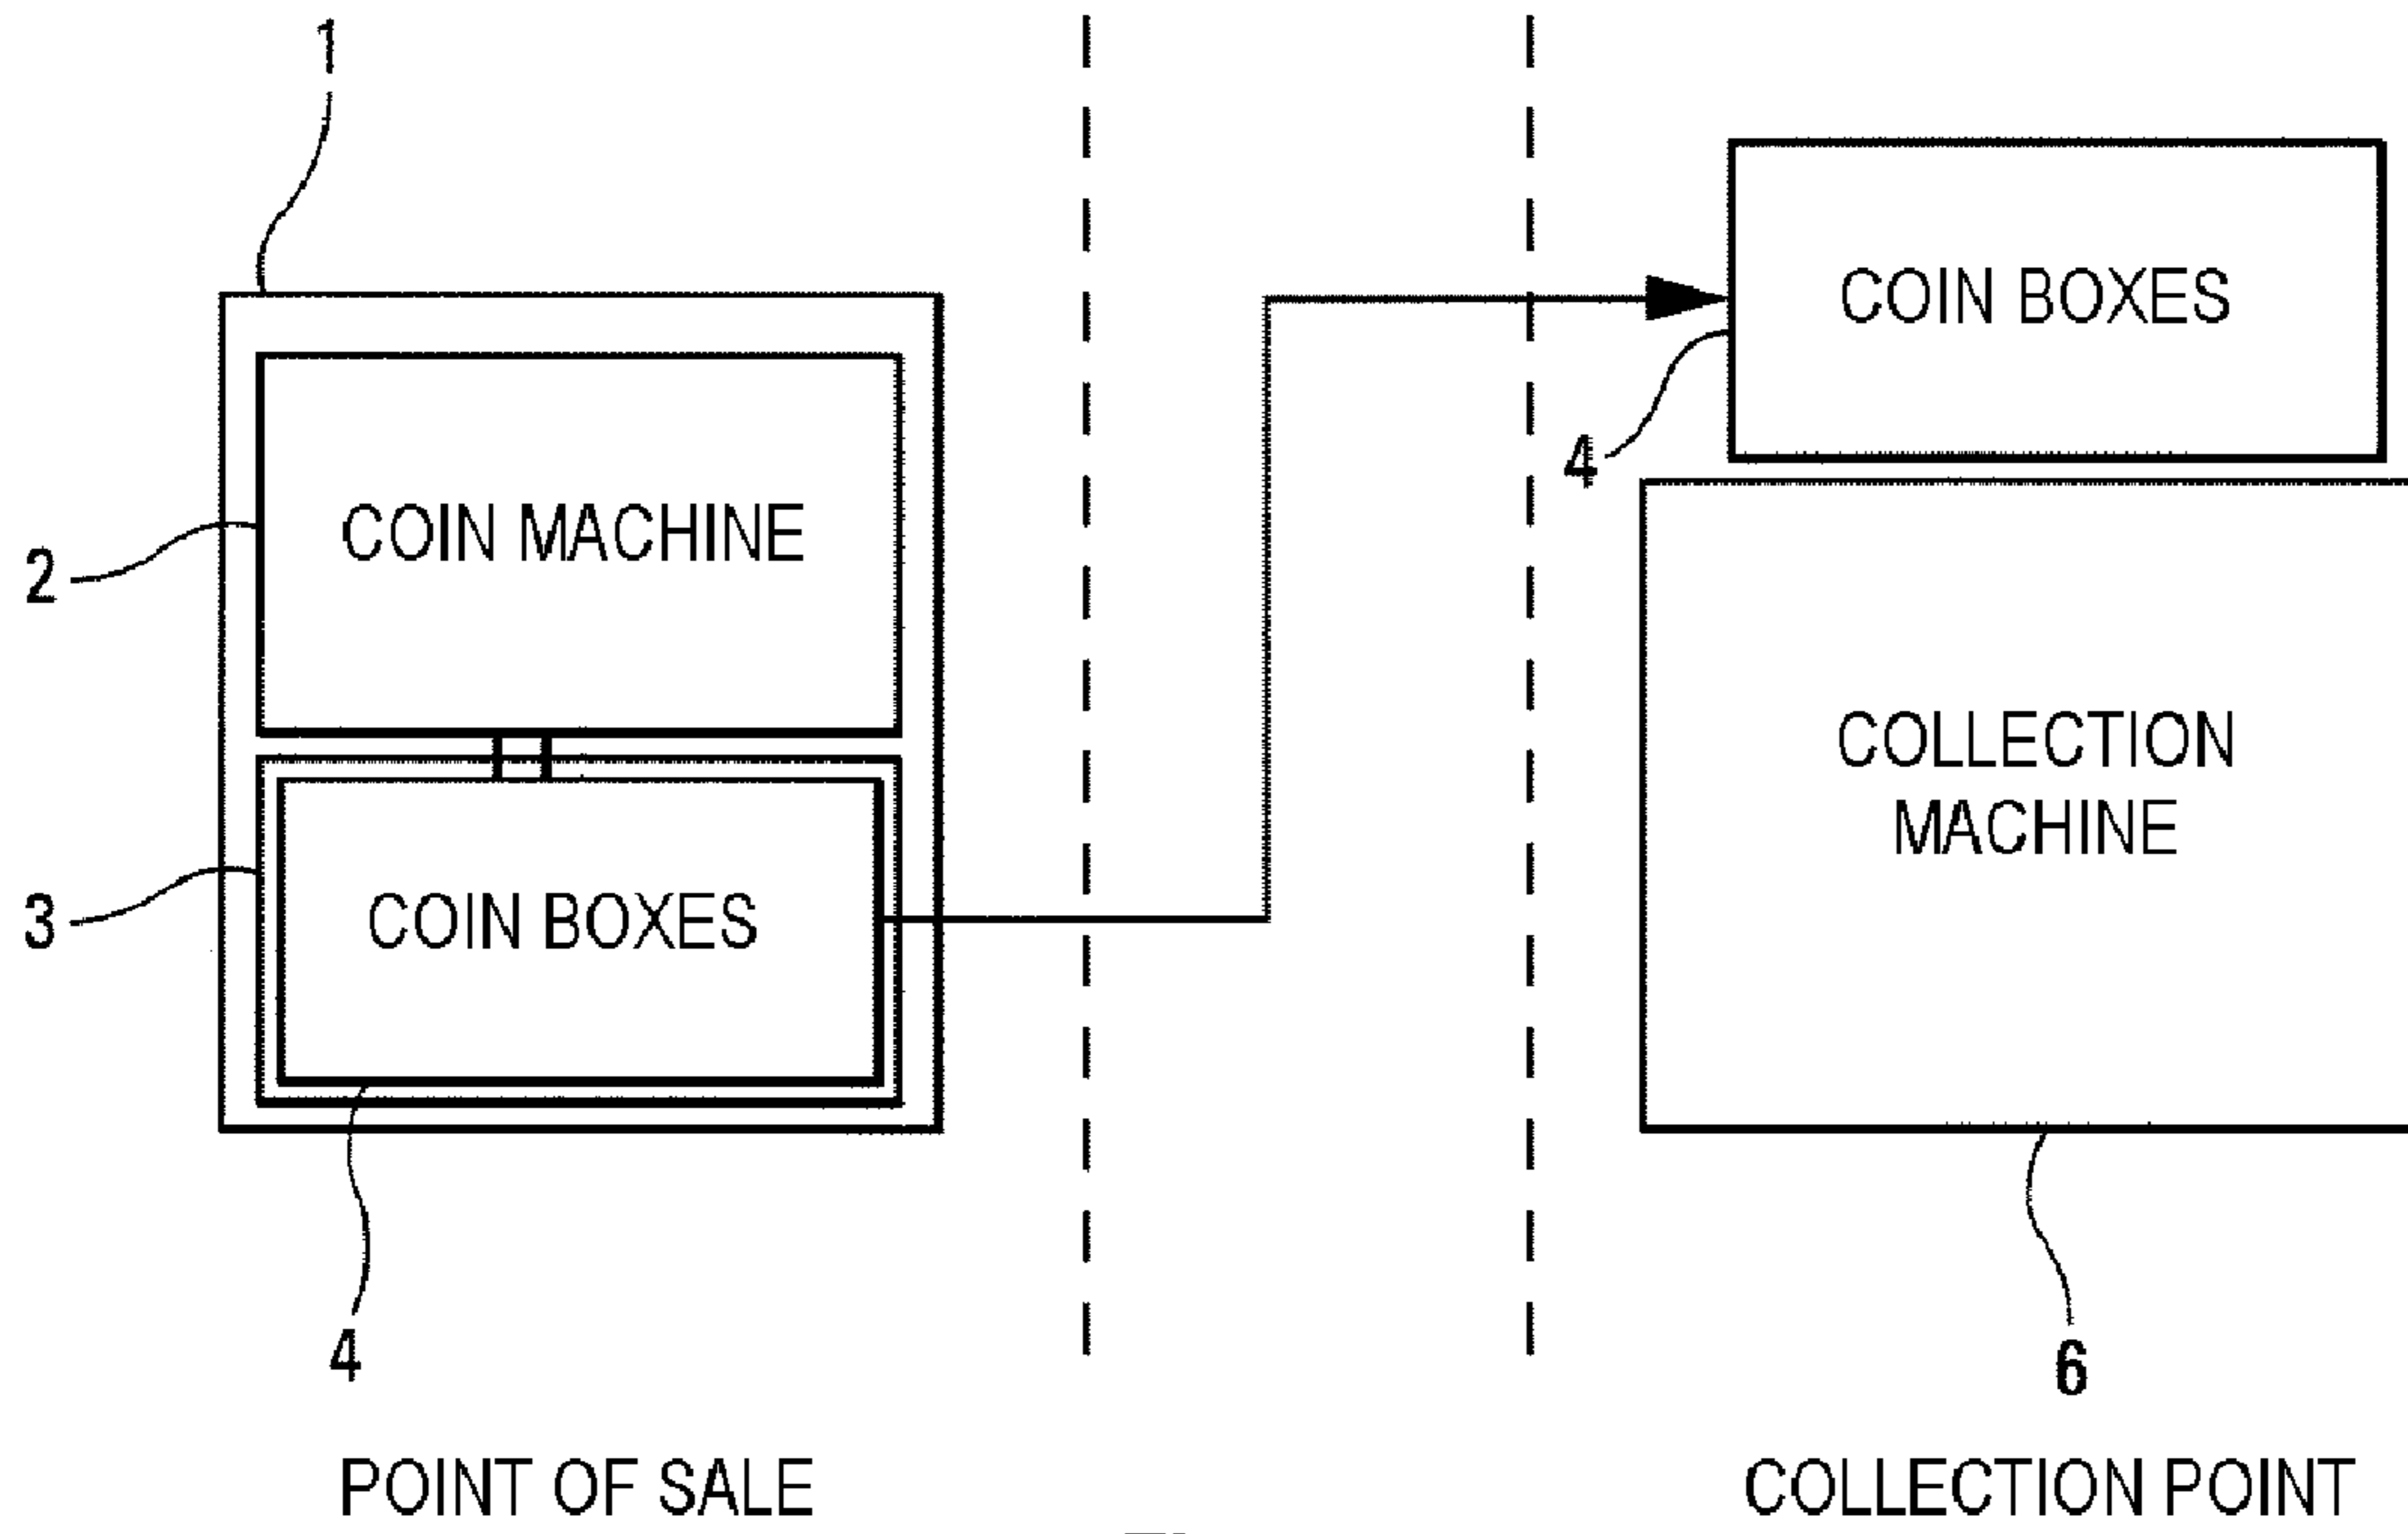 1
COIN BOXES
4
COIN MACHINE
2
COLLECTION
MACHINE
3
COIN BOXES
4
6
POINT OF SALE
COLLECTION POINT